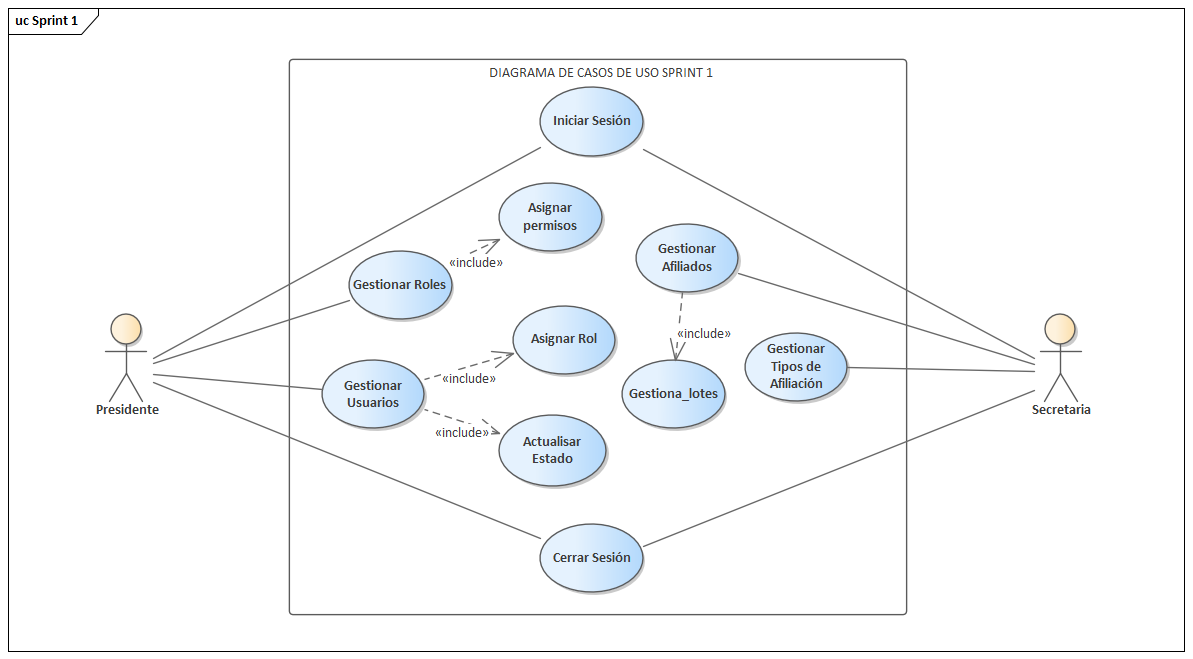 uc Sprint 1
DIAGRAMA DE CASOS DE USO SPRINT 1
Iniciar Sesión
Asignar
permisos
«include»
Gestionar Roles
Gestionar
Afiliados
«include»
Asignar Rol
«include»
Gestionar
Usuarios
«include»
Actualisar
Estado
Gestiona_lotes
Gestionar
Tipos de
Afiliación
Presidente
Secretaria
Cerrar Sesión